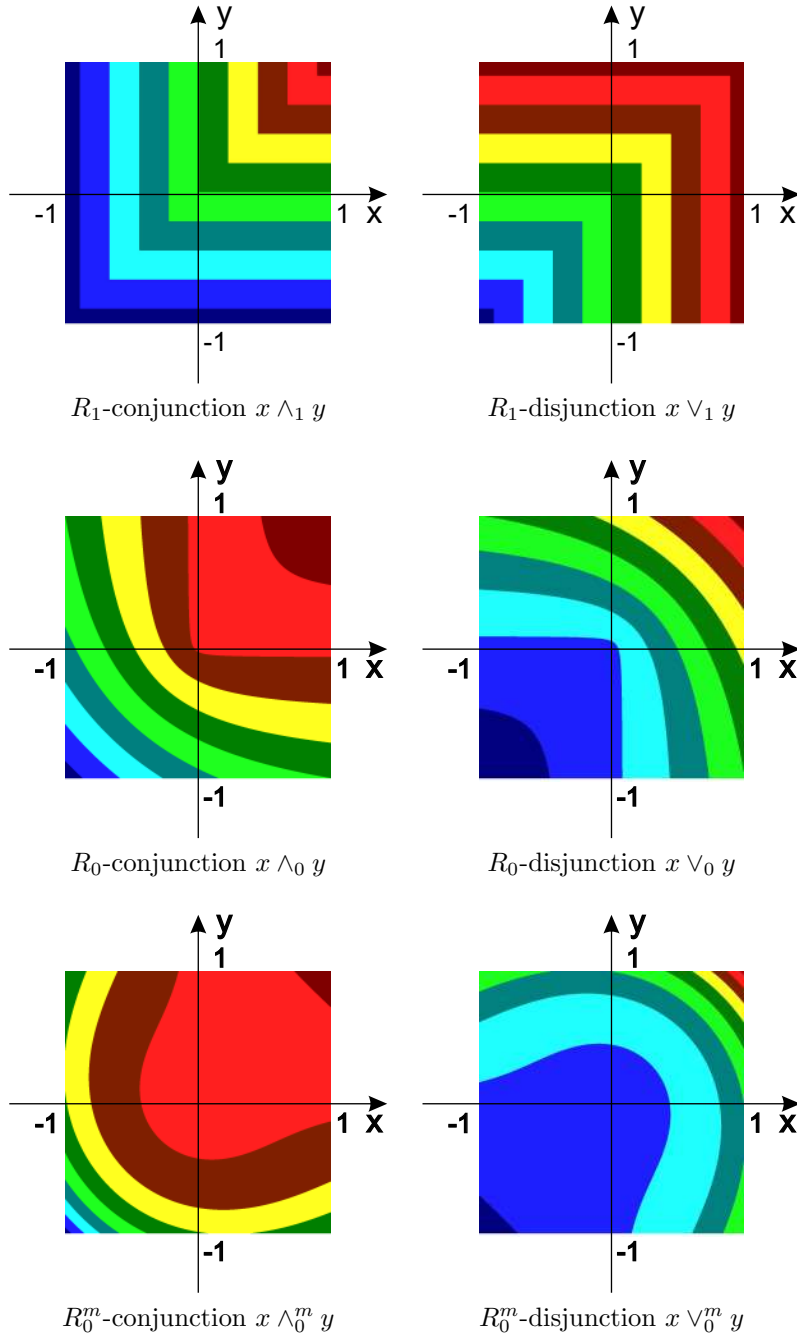 y y
1 1
-1 1 x -1 1 x
-1 -1
R₁-conjunction x ∧₁ y R₁-disjunction x ∨₁ y
y y
1 1
-1 1 x -1 1 x
-1 -1
R₀-conjunction x ∧₀ y R₀-disjunction x ∨₀ y
y y
1 1
-1 1 x -1 1 x
-1 -1
R₀ᵐ-conjunction x ∧₀ᵐ y R₀ᵐ-disjunction x ∨₀ᵐ y